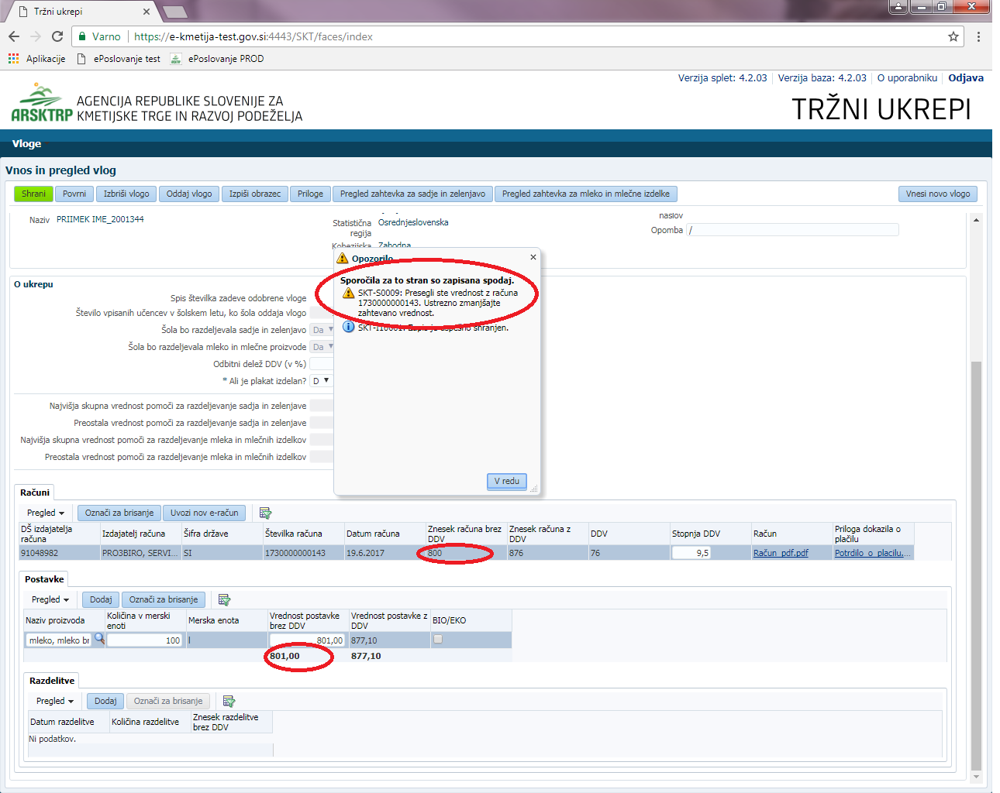 Tržni ukrepi
Varno
https://e-kmetija-test.gov.si:4443/SKT/faces/index
Aplikacije
ePoslovanje test
ePoslovanje PROD
Verzija splet: 4.2.03
Verzija baza: 4.2.03
O uporabniku
Odjava
ARSKTRP
AGENCIJA REPUBLIKE SLOVENIJE ZA
KMETIJSKE TRGE IN RAZVOJ PODEŽELJA
TRŽNI UKREPI
Vloge
Vnos in pregled vlog
Shrani
Povrni
Izbriši vlogo
Oddaj vlogo
Izpiši obrazec
Priloge
Pregled zahtevka za sadje in zelenjavo
Pregled zahtevka za mleko in mlečne izdelke
Vnesi novo vlogo
Naziv PRIIMEK IME_2001344
Statistična
regija
Osrednjeslovenska
Kohezijska Zahodna
naslov
Opomba /
Opozorilo
Sporočila za to stran so zapisana spodaj.
SKT-S0009: Presegli ste vrednost z računa
1730000000143. Ustrezno zmanjšajte
zahtevano vrednost.
SKT-I10001: Zapis je uspešno shranjen.
V redu
O ukrepu
Spis številka zadeve odobrene vloge
Število vpisanih učencev v šolskem letu, ko šola oddaja vlogo
Šola bo razdeljevala sadje in zelenjavo Da
Šola bo razdeljevala mleko in mlečne proizvode Da
Odbitni delež DDV (v %)
* Ali je plakat izdelan? D
Najvišja skupna vrednost pomoči za razdeljevanje sadja in zelenjave
Preostala vrednost pomoči za razdeljevanje sadja in zelenjave
Najvišja skupna vrednost pomoči za razdeljevanje mleka in mlečnih izdelkov
Preostala vrednost pomoči za razdeljevanje mleka in mlečnih izdelkov
Računi
Pregled
Označi za brisanje
Uvozi nov e-račun
DŠ izdajatelja
računa
Izdajatelj računa
Šifra države
Številka računa
Datum računa
Znesek računa brez
DDV
Znesek računa z
DDV
DDV
Stopnja DDV
Račun
Priloga dokazila o
plačilu
91048982
PRO3BIRO, SERVI...
SI
1730000000143
19.6.2017
800
876
76
9,5
Račun_pdf.pdf
Potrdilo_o_placilu....
Postavke
Pregled
Dodaj
Označi za brisanje
Naziv proizvoda
Količina v merski
enoti
Merska enota
Vrednost postavke
brez DDV
Vrednost postavke z
DDV
BIO/EKO
mleko, mleko br
100
l
801,00
877,10
801,00
877,10
Razdelitve
Pregled
Dodaj
Označi za brisanje
Datum razdelitve
Količina razdelitve
Znesek razdelitve
brez DDV
Ni podatkov.